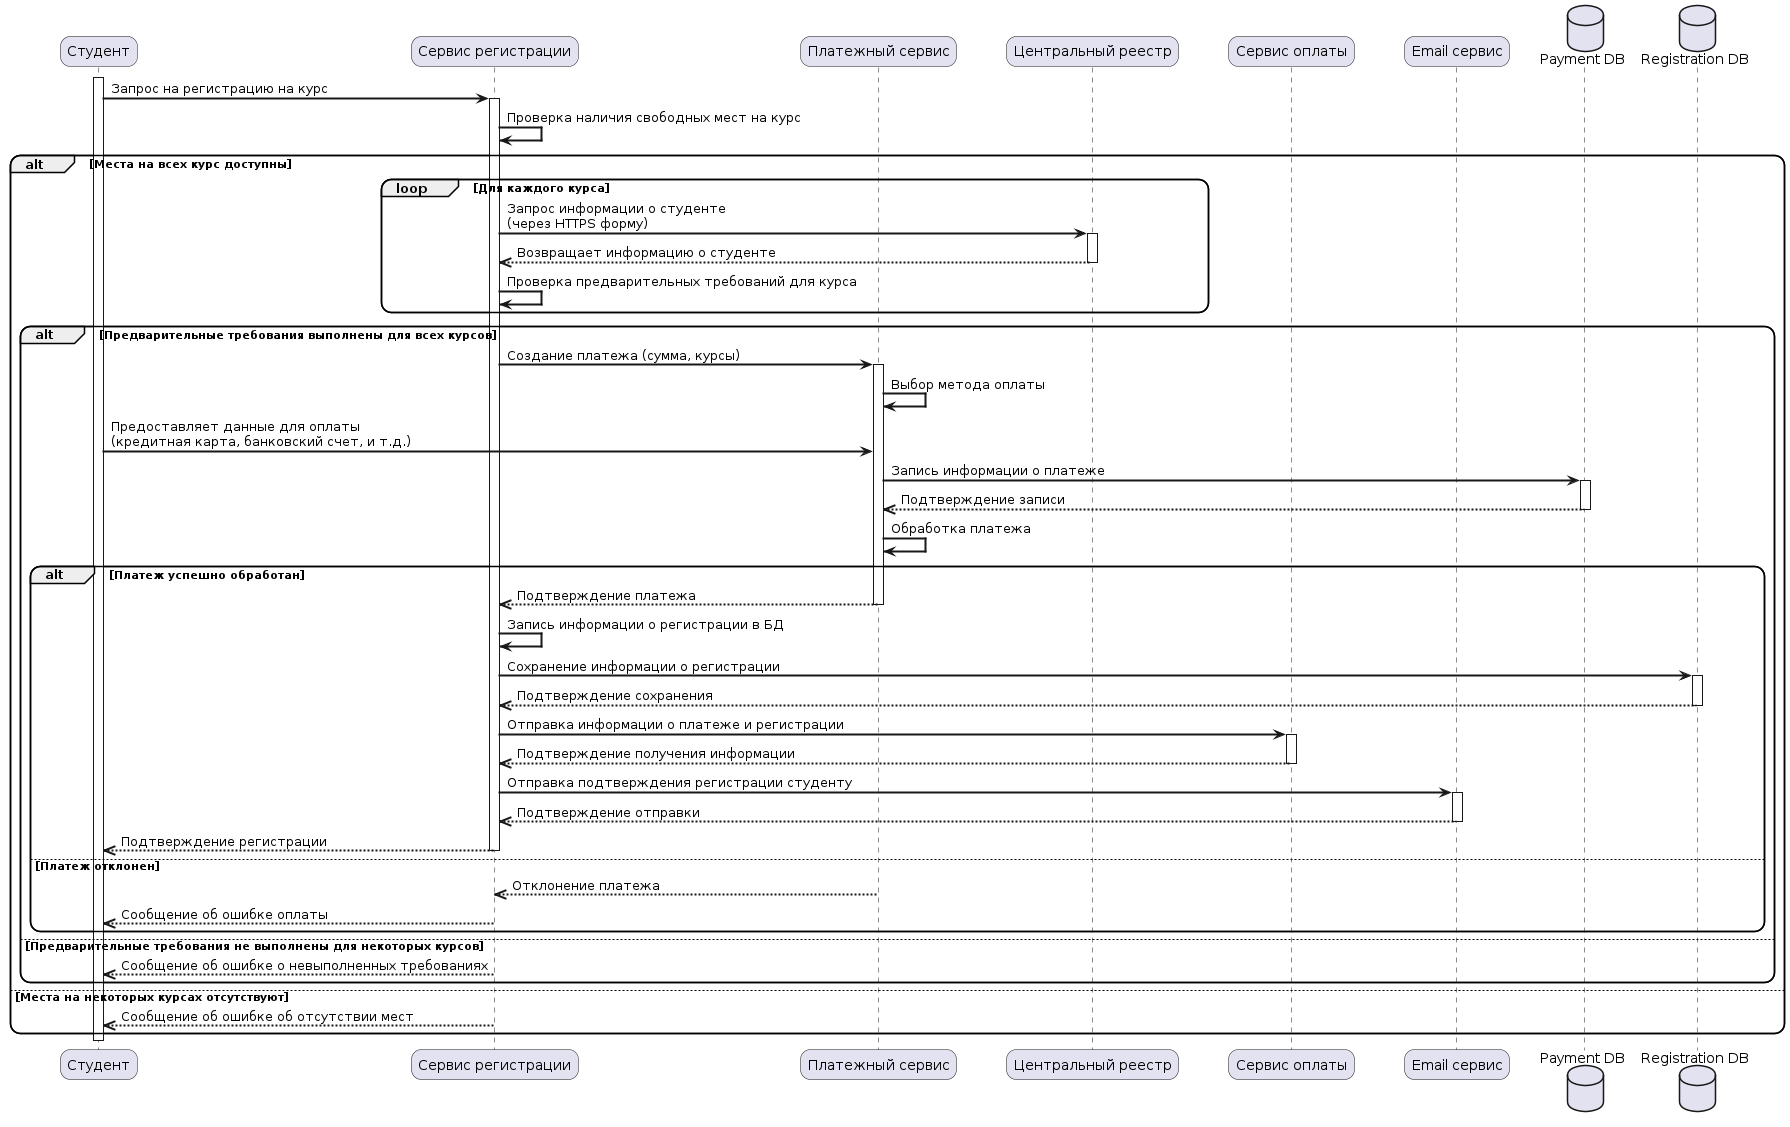 Студент
Сервис регистрации
Платежный сервис
Центральный реестр
Сервис оплаты
Email сервис
Payment DB
Registration DB
Запрос на регистрацию на курс
Проверка наличия свободных мест на курс
alt
[Места на всех курс доступны]
loop
[Для каждого курса]
Запрос информации о студенте
(через HTTPS форму)
Возвращает информацию о студенте
Проверка предварительных требований для курса
alt
[Предварительные требования выполнены для всех курсов]
Создание платежа (сумма, курсы)
Выбор метода оплаты
Предоставляет данные для оплаты
(кредитная карта, банковский счет, и т.д.)
Запись информации о платеже
Подтверждение записи
Обработка платежа
alt
[Платеж успешно обработан]
Подтверждение платежа
Запись информации о регистрации в БД
Сохранение информации о регистрации
Подтверждение сохранения
Отправка информации о платеже и регистрации
Подтверждение получения информации
Отправка подтверждения регистрации студенту
Подтверждение отправки
Подтверждение регистрации
[Платеж отклонен]
Отклонение платежа
Сообщение об ошибке оплаты
[Предварительные требования не выполнены для некоторых курсов]
Сообщение об ошибке о невыполненных требованиях
[Места на некоторых курсах отсутствуют]
Сообщение об ошибке об отсутствии мест
Студент
Сервис регистрации
Платежный сервис
Центральный реестр
Сервис оплаты
Email сервис
Payment DB
Registration DB